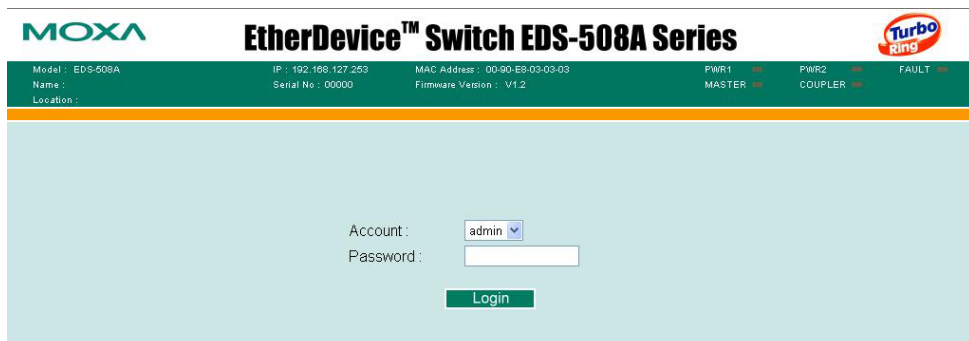 MOXA EtherDevice™ Switch EDS-508A Series Turbo Ring
Model : EDS-508A IP : 192.168.127.253 MAC Address : 00-90-E8-03-03-03 PWR1 PWR2 FAULT
Name : Serial No : 00000 Firmware Version : V1.2 MASTER COUPLER
Location :
Account : admin
Password :
Login